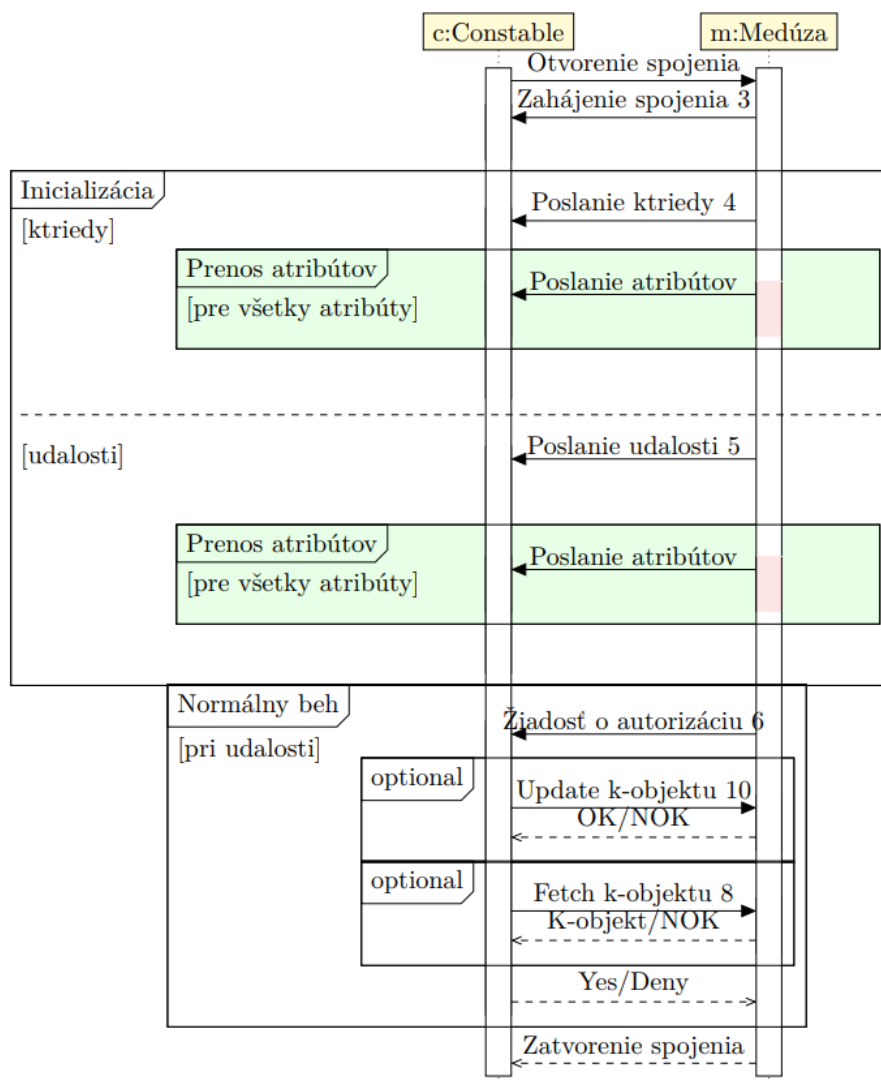 c:Constable
m:Medúza
Otvorenie spojenia
Zahájenie spojenia 3
Inicializácia
[ktriedy]
Poslanie ktriedy 4
Prenos atribútov
[pre všetky atribúty]
Poslanie atribútov
[udalosti]
Poslanie udalosti 5
Prenos atribútov
[pre všetky atribúty]
Poslanie atribútov
Normálny beh
[pri udalosti]
Žiadosť o autorizáciu 6
optional
Update k-objektu 10
OK/NOK
optional
Fetch k-objektu 8
K-objekt/NOK
Yes/Deny
Zatvorenie spojenia